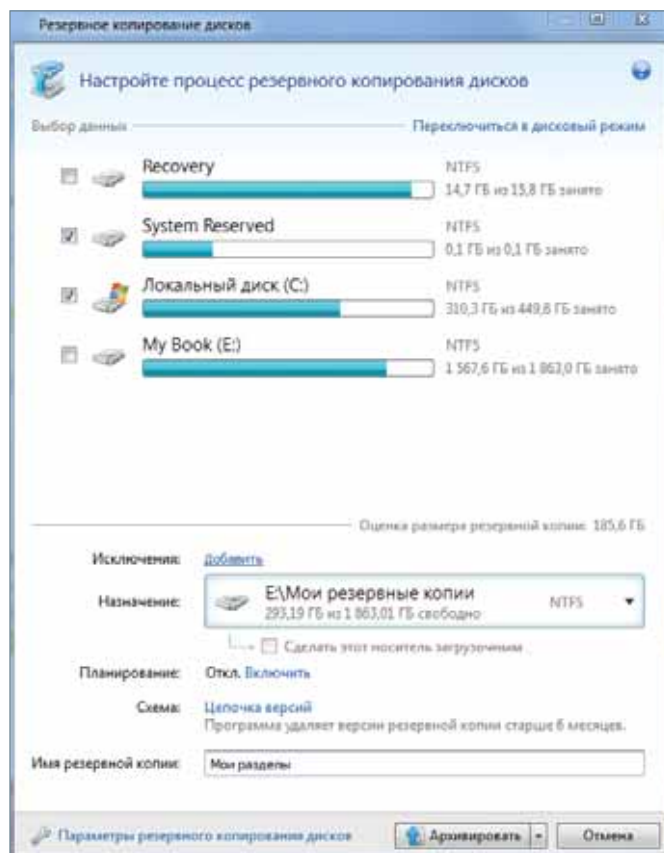 Резервное копирование дисков
Настройте процесс резервного копирования дисков
Выбор данных Переключиться в дисковый режим
Recovery NTFS
14,7 ГБ из 15,8 ГБ занято
System Reserved NTFS
0,1 ГБ из 0,1 ГБ занято
Локальный диск (C:) NTFS
310,3 ГБ из 449,8 ГБ занято
My Book (E:) NTFS
1 567,6 ГБ из 1 863,0 ГБ занято
Оценка размера резервной копии: 185,6 ГБ
Исключения: Добавить
Назначение: E:\Мои резервные копии NTFS
293,19 ГБ из 1 863,01 ГБ свободно
Сделать этот носитель загрузочным
Планирование: Откл. Включить
Схема: Цепочка версий
Программа удаляет версии резервной копии старше 6 месяцев.
Имя резервной копии: Мои разделы
Параметры резервного копирования дисков Архивировать Отмена